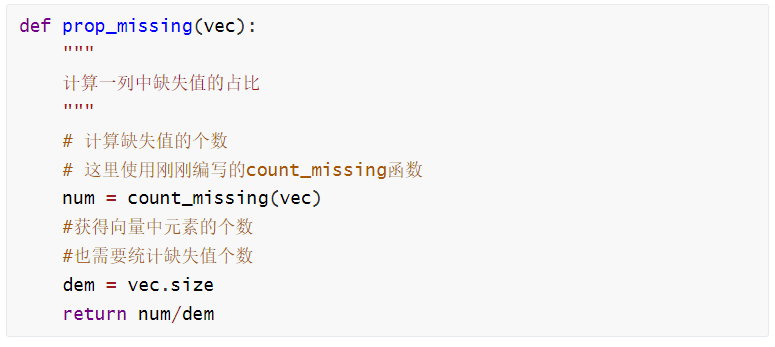 def prop_missing(vec):
    """
    计算一列中缺失值的占比
    """
    # 计算缺失值的个数
    # 这里使用刚刚编写的count_missing函数
    num = count_missing(vec)
    #获得向量中元素的个数
    #也需要统计缺失值个数
    dem = vec.size
    return num/dem